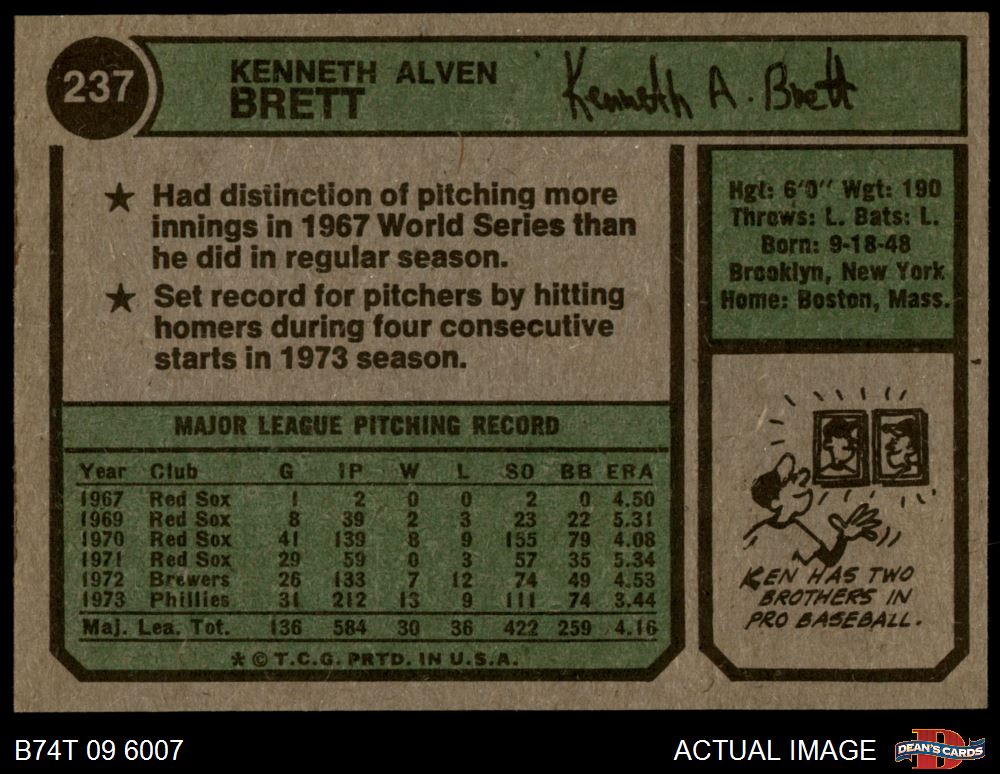 237
KENNETH ALVEN
BRETT
Kenneth A. Brett
★ Had distinction of pitching more
innings in 1967 World Series than
he did in regular season.
★ Set record for pitchers by hitting
homers during four consecutive
starts in 1973 season.
Hgt: 6'0" Wgt: 190
Throws: L. Bats: L.
Born: 9-18-48
Brooklyn, New York
Home: Boston, Mass.
MAJOR LEAGUE PITCHING RECORD
Year Club G IP W L SO BB ERA
1967 Red Sox 1 2 0 0 2 0 4.50
1969 Red Sox 8 39 2 3 23 22 5.31
1970 Red Sox 41 139 8 9 155 79 4.08
1971 Red Sox 29 59 0 3 57 35 5.34
1972 Brewers 26 133 7 12 74 49 4.53
1973 Phillies 31 212 13 9 111 74 3.44
Maj. Lea. Tot. 136 584 30 36 422 259 4.16
* © T.C.G. PRTD. IN U.S.A.
KEN HAS TWO
BROTHERS IN
PRO BASEBALL.
B74T 09 6007
ACTUAL IMAGE
DEAN'S CARDS